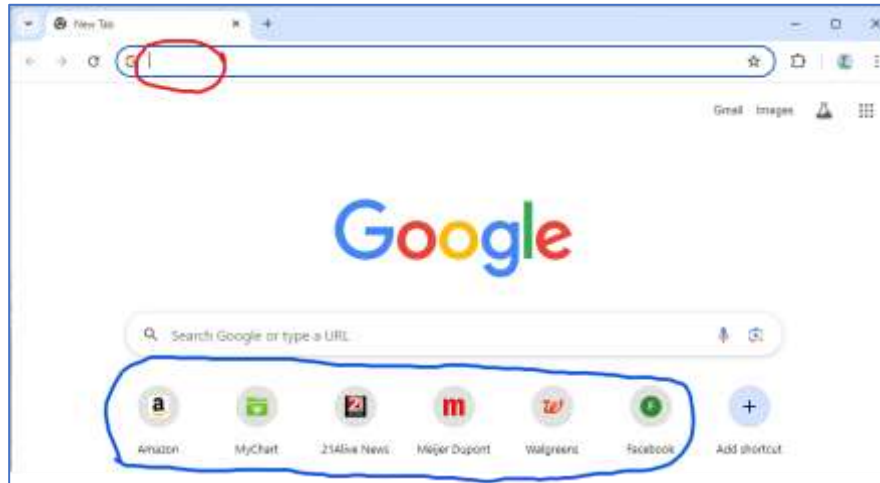 New Tab
G
Gmail Images
Google
Search Google or type a URL
a 21 m W
Amazon MyChart 21Alive News Meijer Dupont Walgreens Facebook Add shortcut